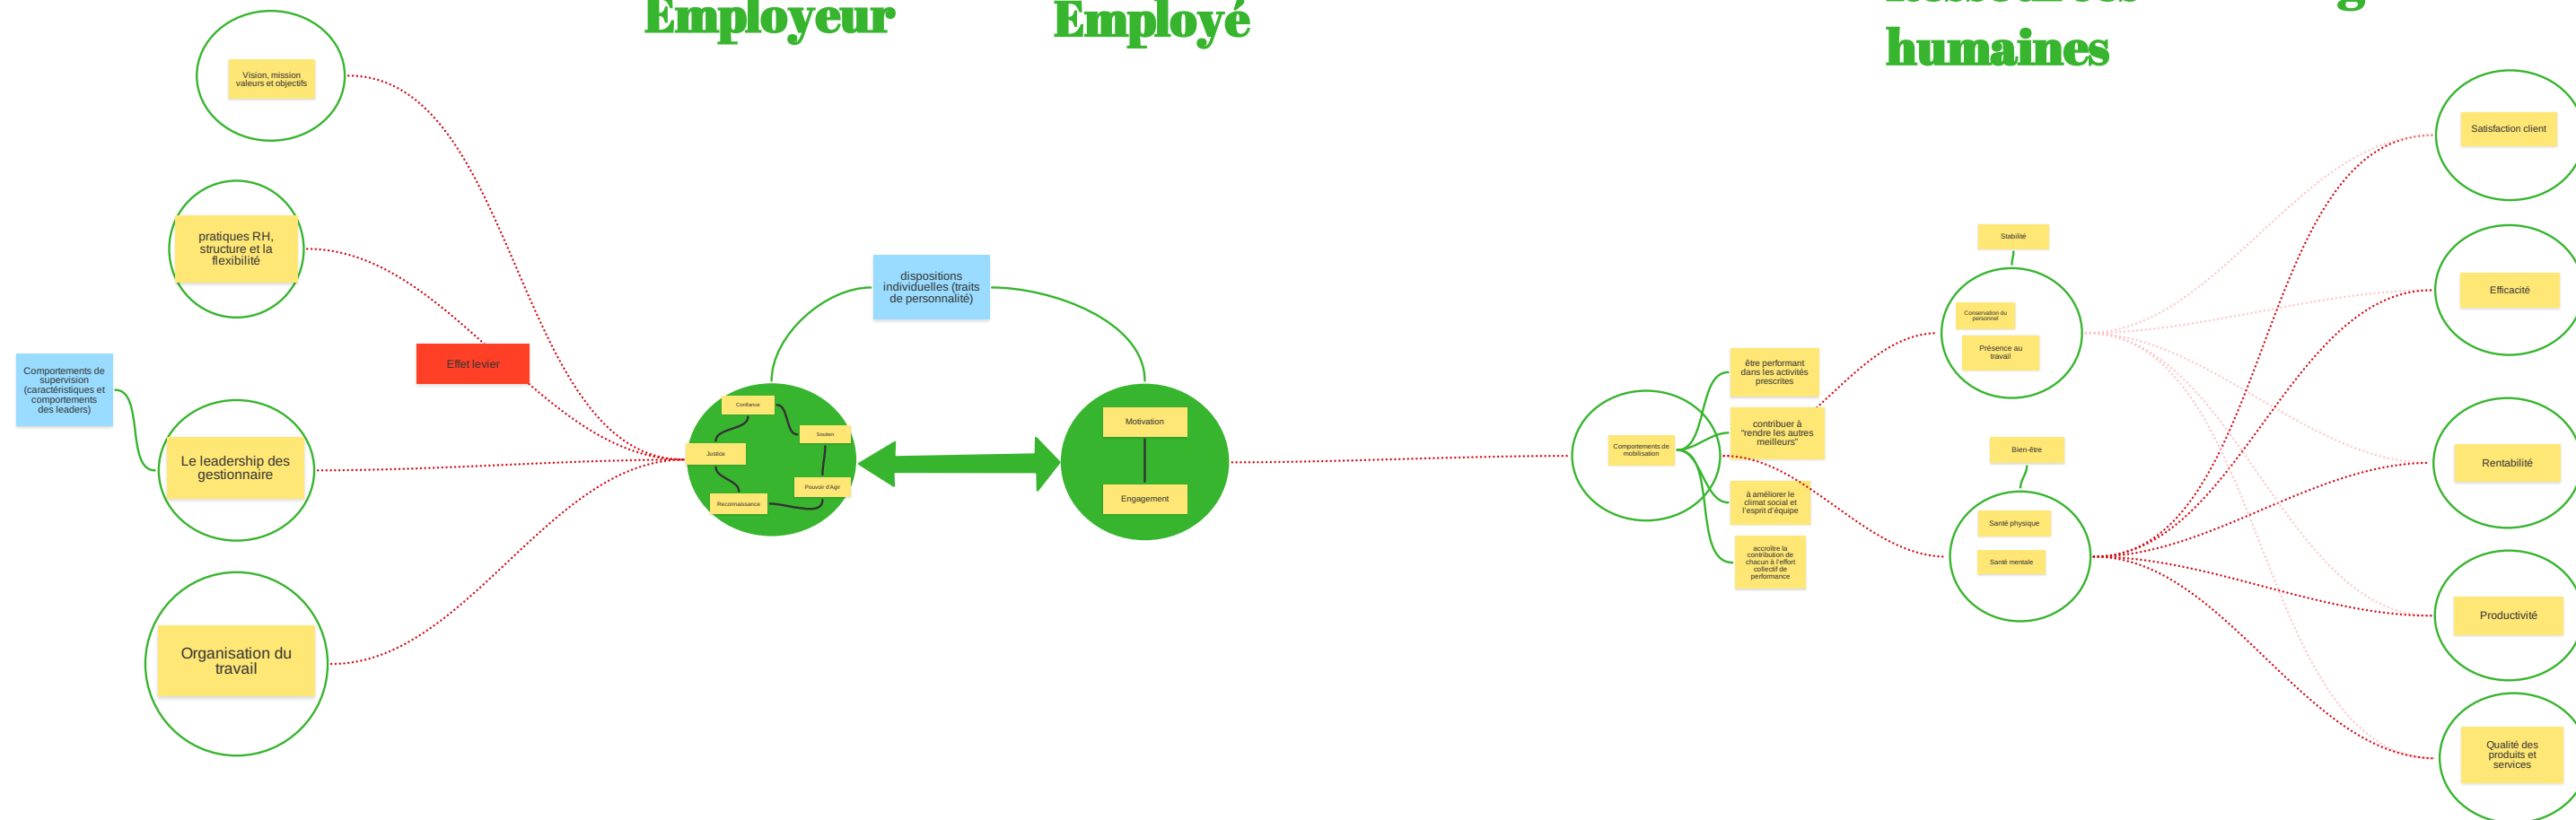 Employeur
Employé
humaines
Vision, mission
valeurs et objectifs
pratiques RH,
structure et la
flexibilité
Comportements de
supervision
(caractéristiques et
comportements
des leaders)
Effet levier
Le leadership des
gestionnaire
Organisation du
travail
dispositions
individuelles (traits
de personnalité)
Confiance
Soutien
Justice
Pouvoir d'Agir
Reconnaissance
Motivation
Engagement
Comportements de
mobilisation
être performant
dans les activités
prescrites
contribuer à
“rendre les autres
meilleurs”
à améliorer le
climat social et
l’esprit d’équipe
accroître la
contribution de
chacun à l’effort
collectif de
performance
Stabilité
Conservation du
personnel
Présence au
travail
Bien-être
Santé physique
Santé mentale
Satisfaction client
Efficacité
Rentabilité
Productivité
Qualité des
produits et
services